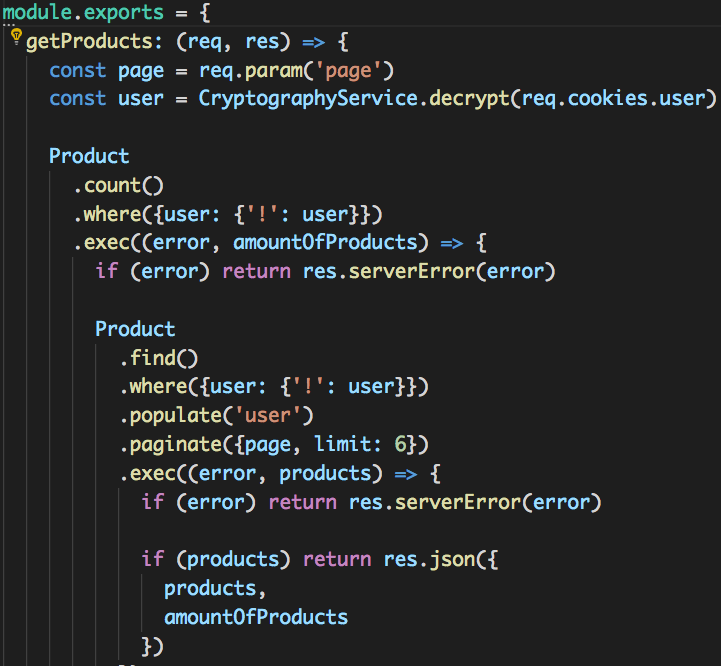 module.exports = {
getProducts: (req, res) => {
const page = req.param('page')
const user = CryptographyService.decrypt(req.cookies.user)
Product
.count()
.where({user: {'!': user}})
.exec((error, amountOfProducts) => {
if (error) return res.serverError(error)
Product
.find()
.where({user: {'!': user}})
.populate('user')
.paginate({page, limit: 6})
.exec((error, products) => {
if (error) return res.serverError(error)
if (products) return res.json({
products,
amountOfProducts
})